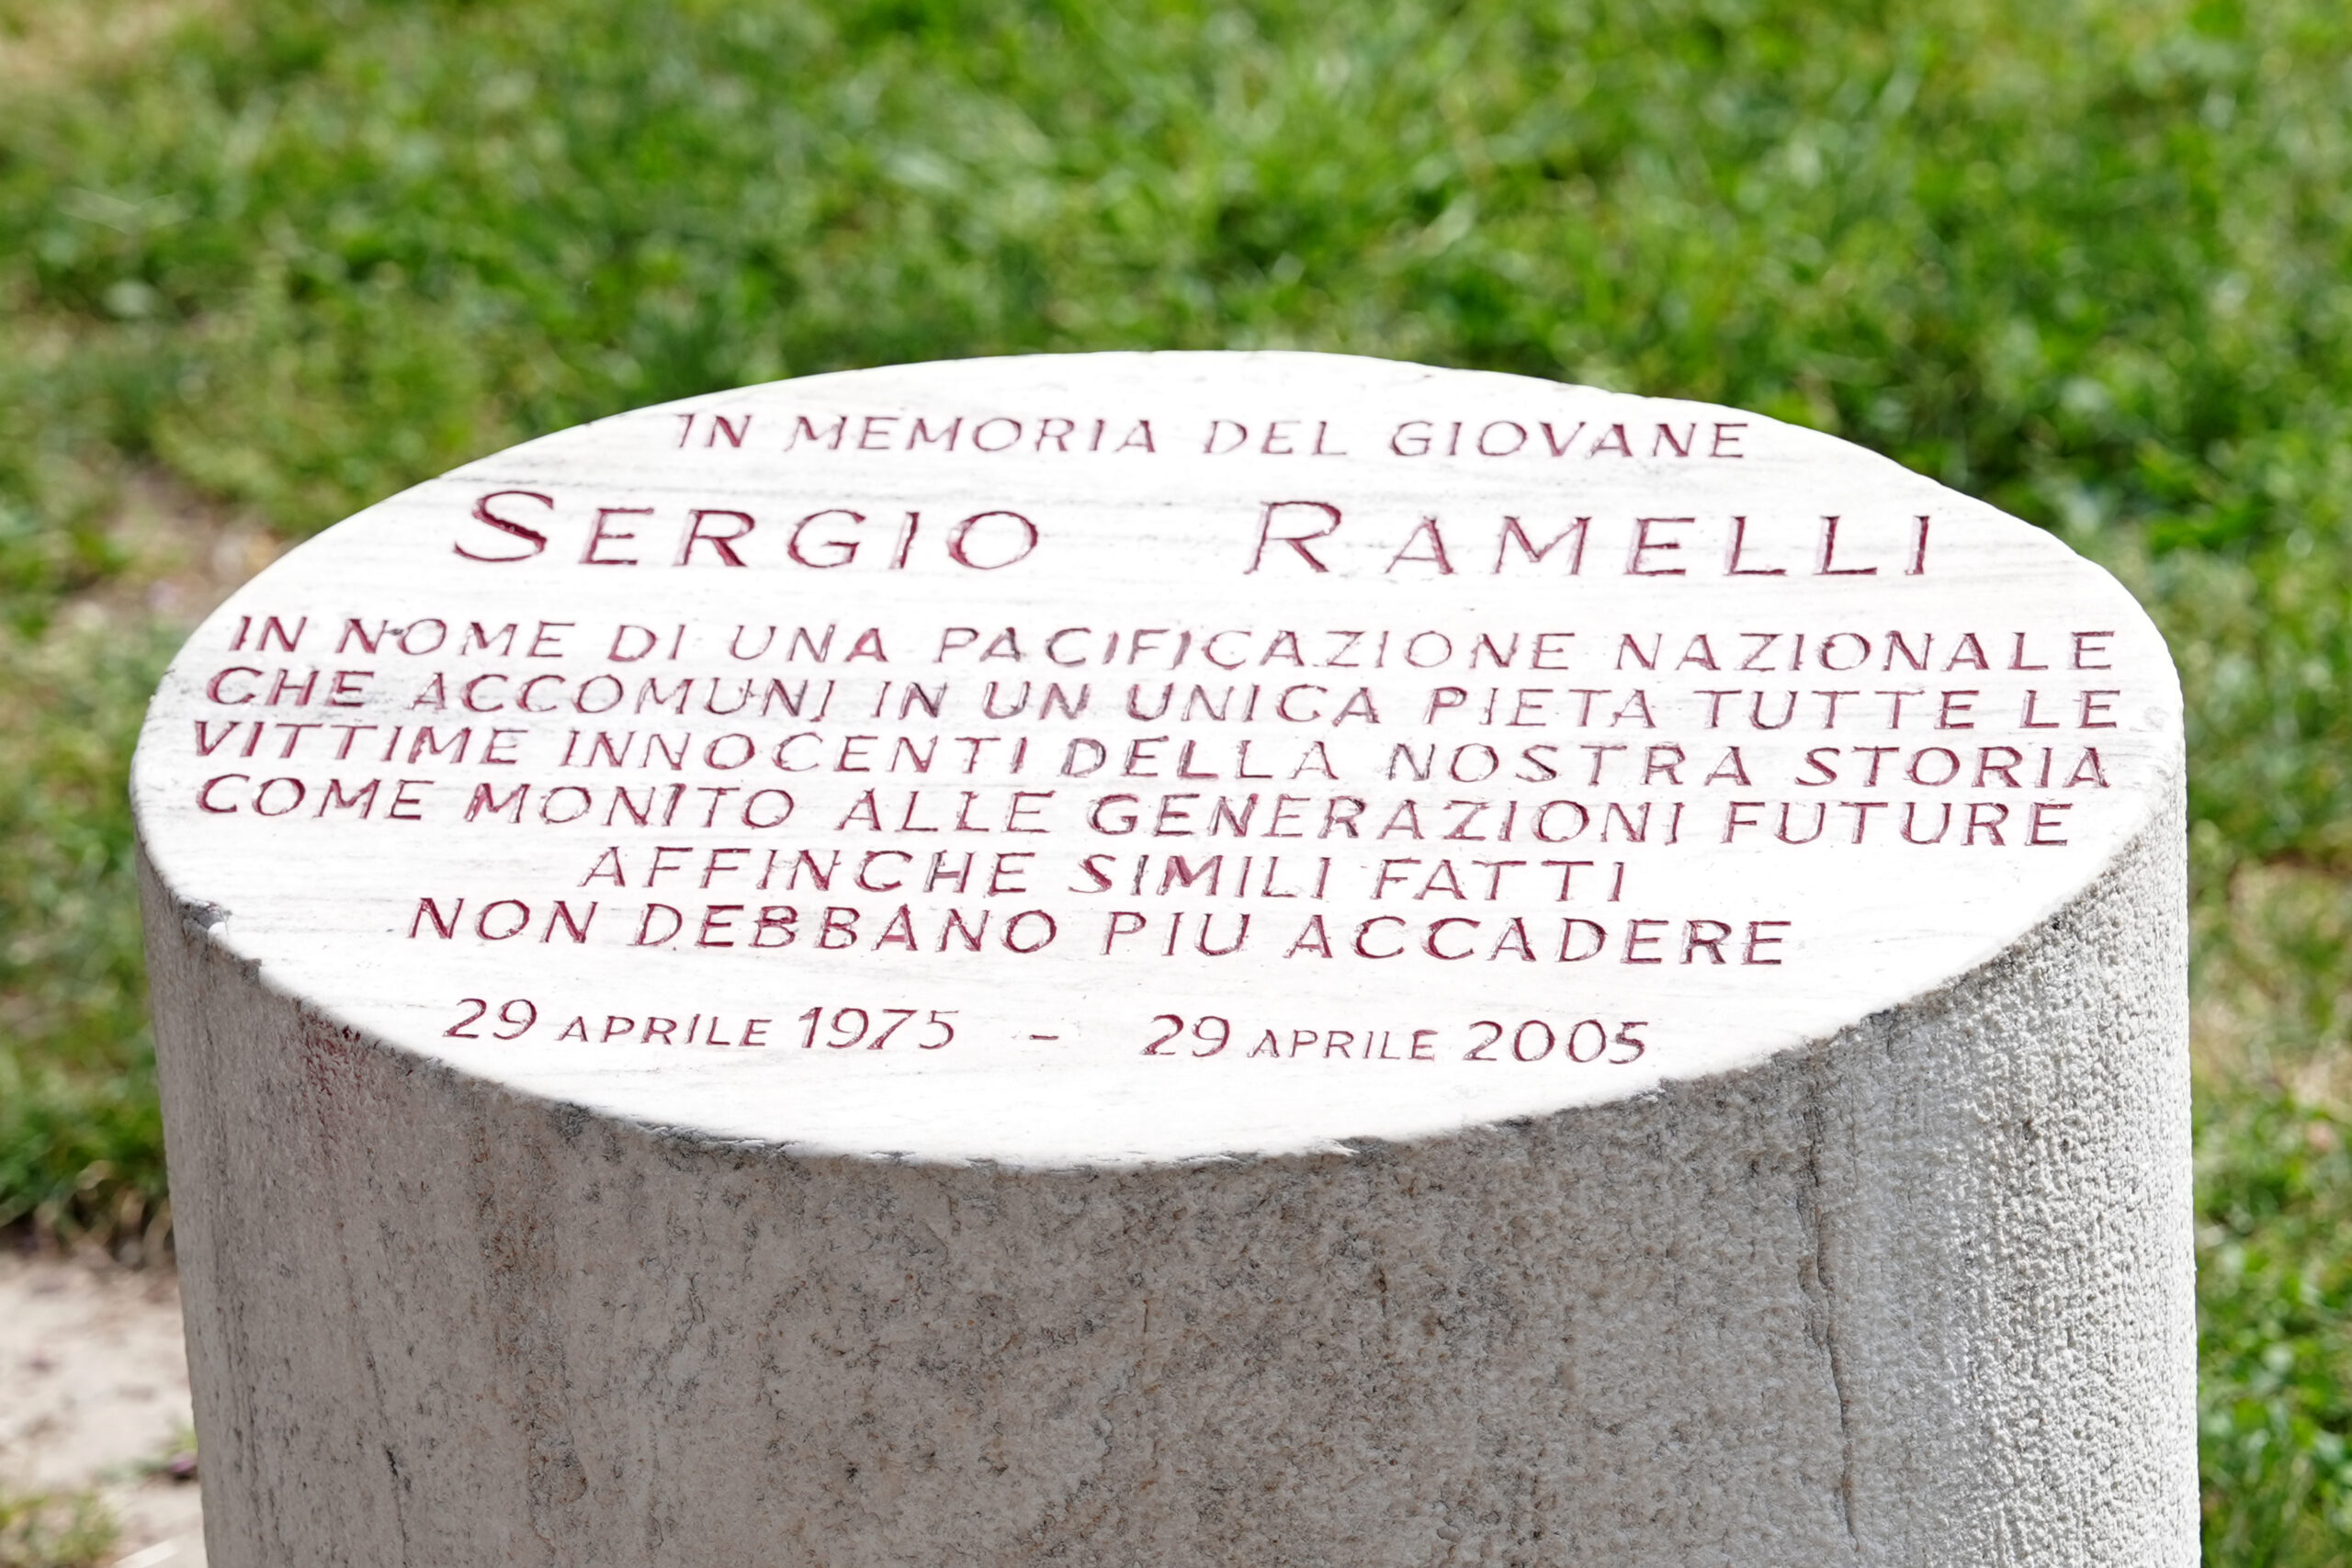 IN MEMORIA DEL GIOVANE
SERGIO RAMELLI
IN NOME DI UNA PACIFICAZIONE NAZIONALE
CHE ACCOMUNI IN UN UNICA PIETA TUTTE LE
VITTIME INNOCENTI DELLA NOSTRA STORIA
COME MONITO ALLE GENERAZIONI FUTURE
AFFINCHE SIMILI FATTI
NON DEBBANO PIU ACCADERE
29 APRILE 1975 - 29 APRILE 2005